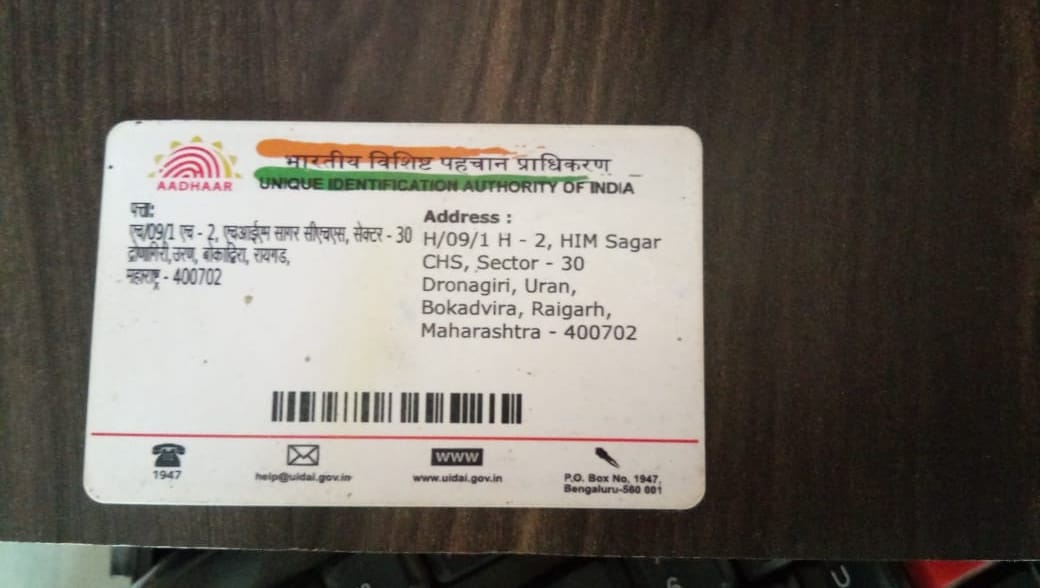 भारतीय विशिष्ट पहचान प्राधिकरण
AADHAAR
UNIQUE IDENTIFICATION AUTHORITY OF INDIA
पत्ता:
एच/09/1 एच - 2, एचआईएम सागर सीएचएस, सेक्टर - 30
द्रोणागिरी,उरण, बोकाद्विरा, रायगड,
महाराष्ट्र - 400702
Address :
H/09/1 H - 2, HIM Sagar
CHS, Sector - 30
Dronagiri, Uran,
Bokadvira, Raigarh,
Maharashtra - 400702
1947
help@uidai.gov.in
WWW
www.uidai.gov.in
P.O. Box No. 1947,
Bengaluru-560 001